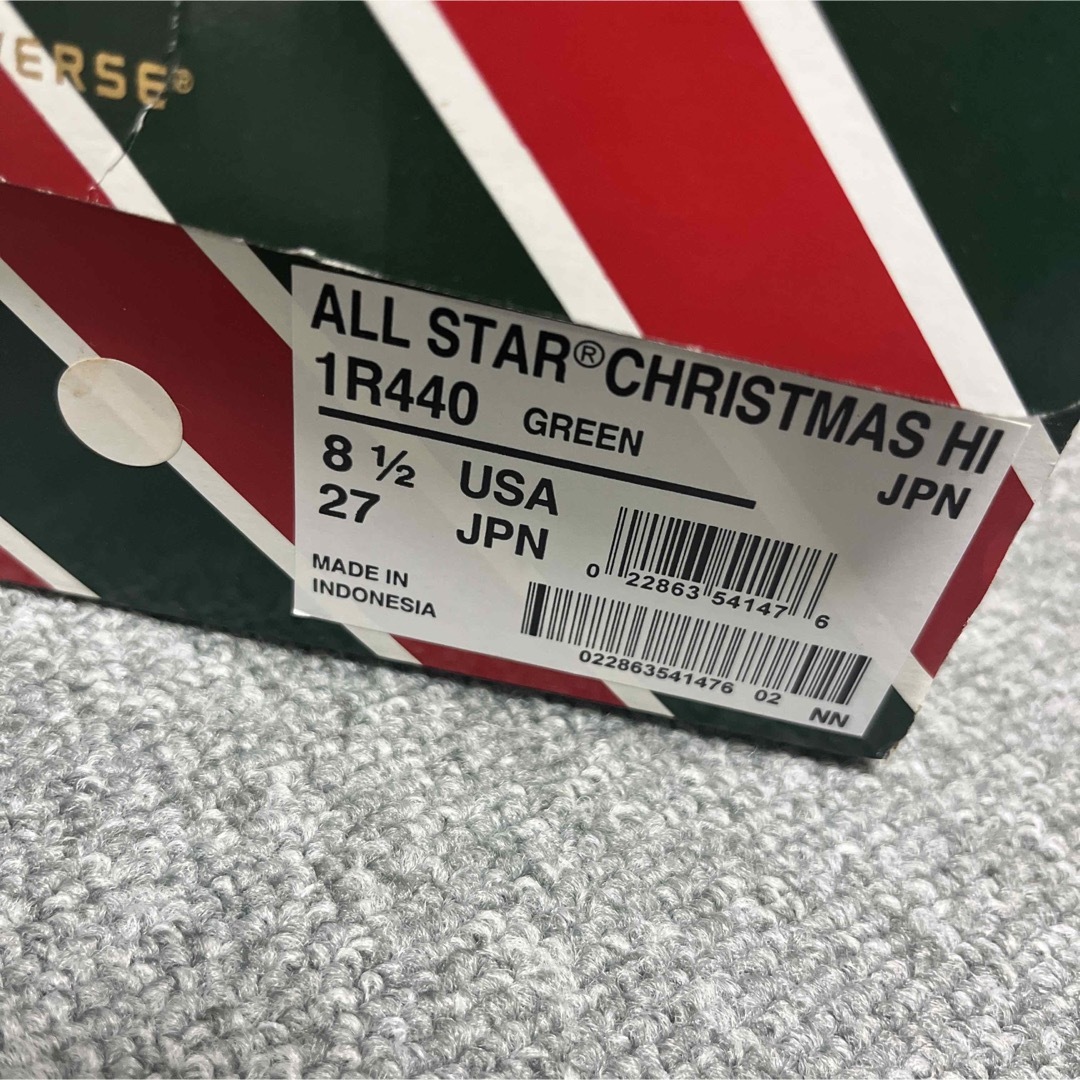 VERSE®
ALL STAR® CHRISTMAS HI
1R440 GREEN JPN
8 ½ USA
27 JPN
MADE IN
INDONESIA
0 22863 54147 6
022863541476 02
NN